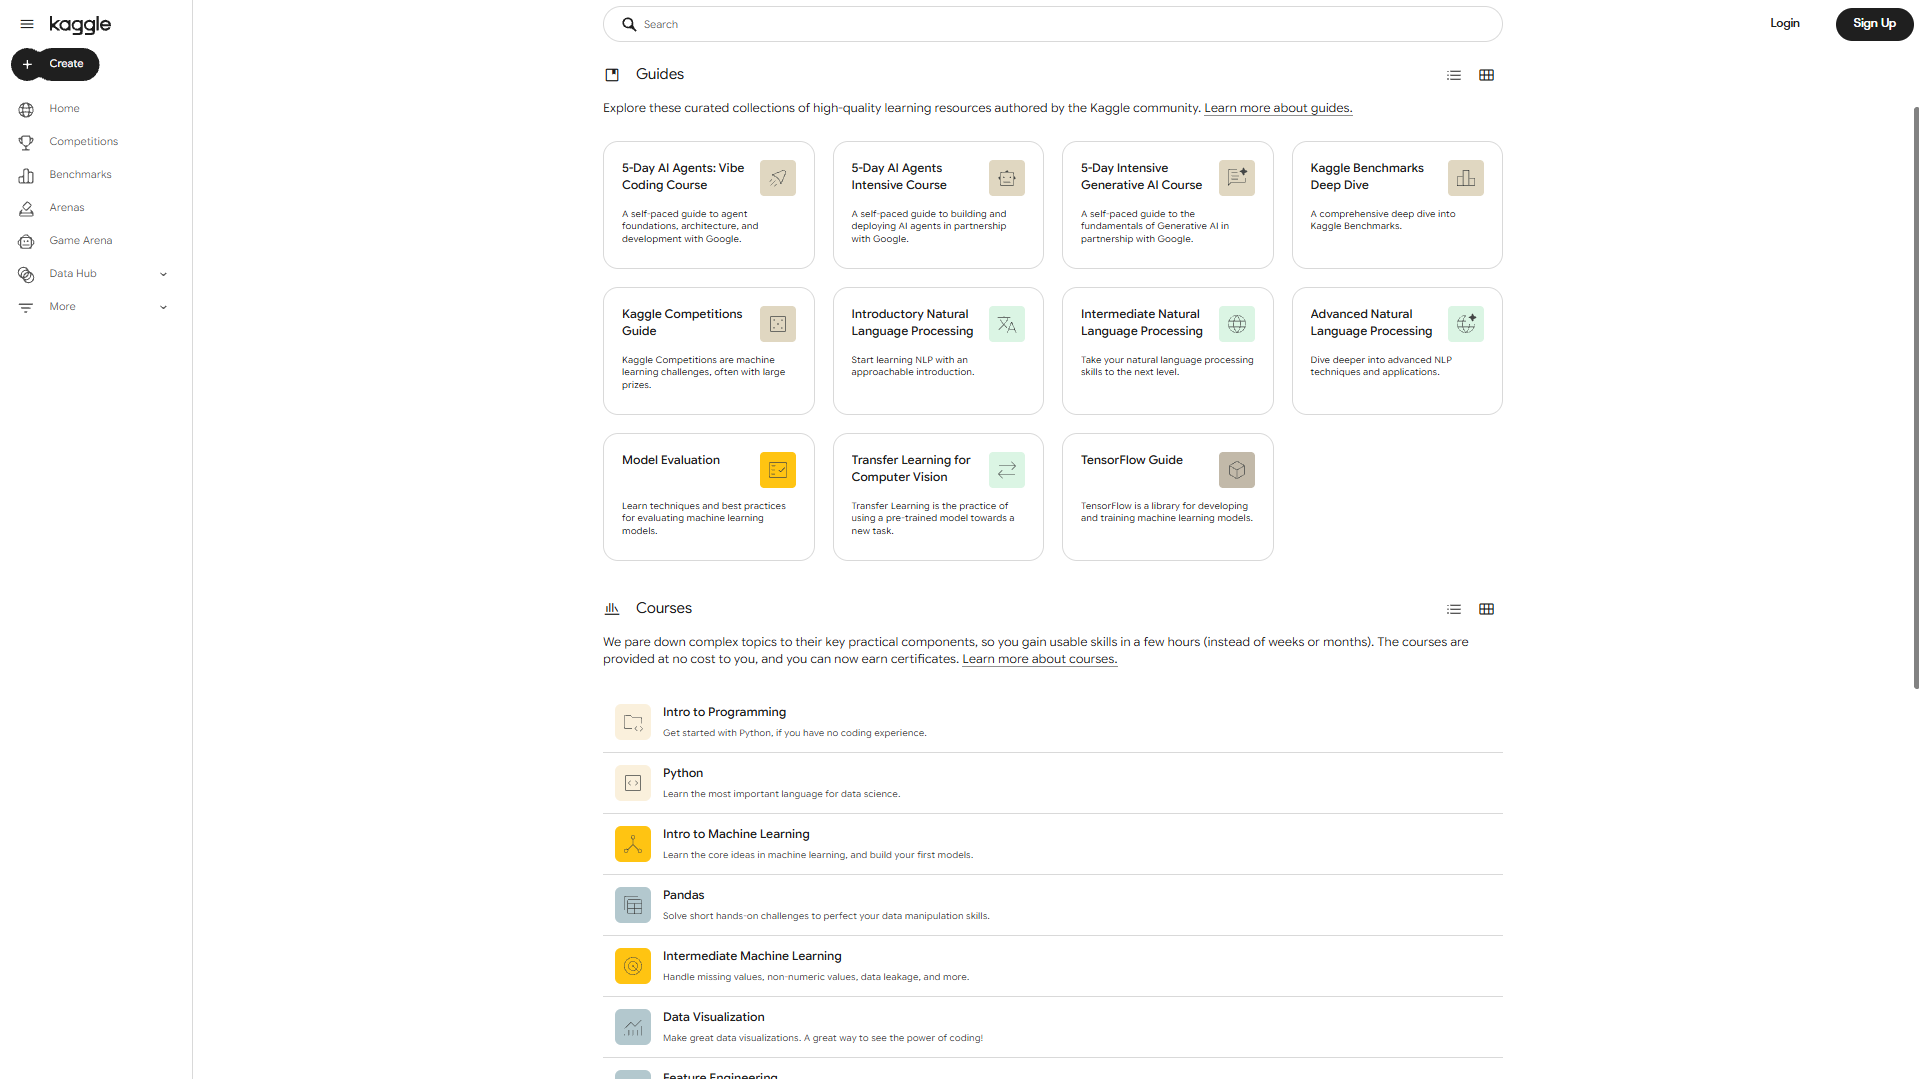 kaggle
Search
Login
Sign Up
Create
Home
Competitions
Benchmarks
Arenas
Game Arena
Data Hub
More
Guides
Explore these curated collections of high-quality learning resources authored by the Kaggle community. Learn more about guides.
5-Day AI Agents: Vibe
Coding Course
A self-paced guide to agent
foundations, architecture, and
development with Google.
5-Day AI Agents
Intensive Course
A self-paced guide to building and
deploying AI agents in partnership
with Google.
5-Day Intensive
Generative AI Course
A self-paced guide to the
fundamentals of Generative AI in
partnership with Google.
Kaggle Benchmarks
Deep Dive
A comprehensive deep dive into
Kaggle Benchmarks.
Kaggle Competitions
Guide
Kaggle Competitions are machine
learning challenges, often with large
prizes.
Introductory Natural
Language Processing
Start learning NLP with an
approachable introduction.
Intermediate Natural
Language Processing
Take your natural language processing
skills to the next level.
Advanced Natural
Language Processing
Dive deeper into advanced NLP
techniques and applications.
Model Evaluation
Learn techniques and best practices
for evaluating machine learning
models.
Transfer Learning for
Computer Vision
Transfer Learning is the practice of
using a pre-trained model towards a
new task.
TensorFlow Guide
TensorFlow is a library for developing
and training machine learning models.
Courses
We pare down complex topics to their key practical components, so you gain usable skills in a few hours (instead of weeks or months). The courses are
provided at no cost to you, and you can now earn certificates. Learn more about courses.
Intro to Programming
Get started with Python, if you have no coding experience.
Python
Learn the most important language for data science.
Intro to Machine Learning
Learn the core ideas in machine learning, and build your first models.
Pandas
Solve short hands-on challenges to perfect your data manipulation skills.
Intermediate Machine Learning
Handle missing values, non-numeric values, data leakage, and more.
Data Visualization
Make great data visualizations. A great way to see the power of coding!
Feature Engineering